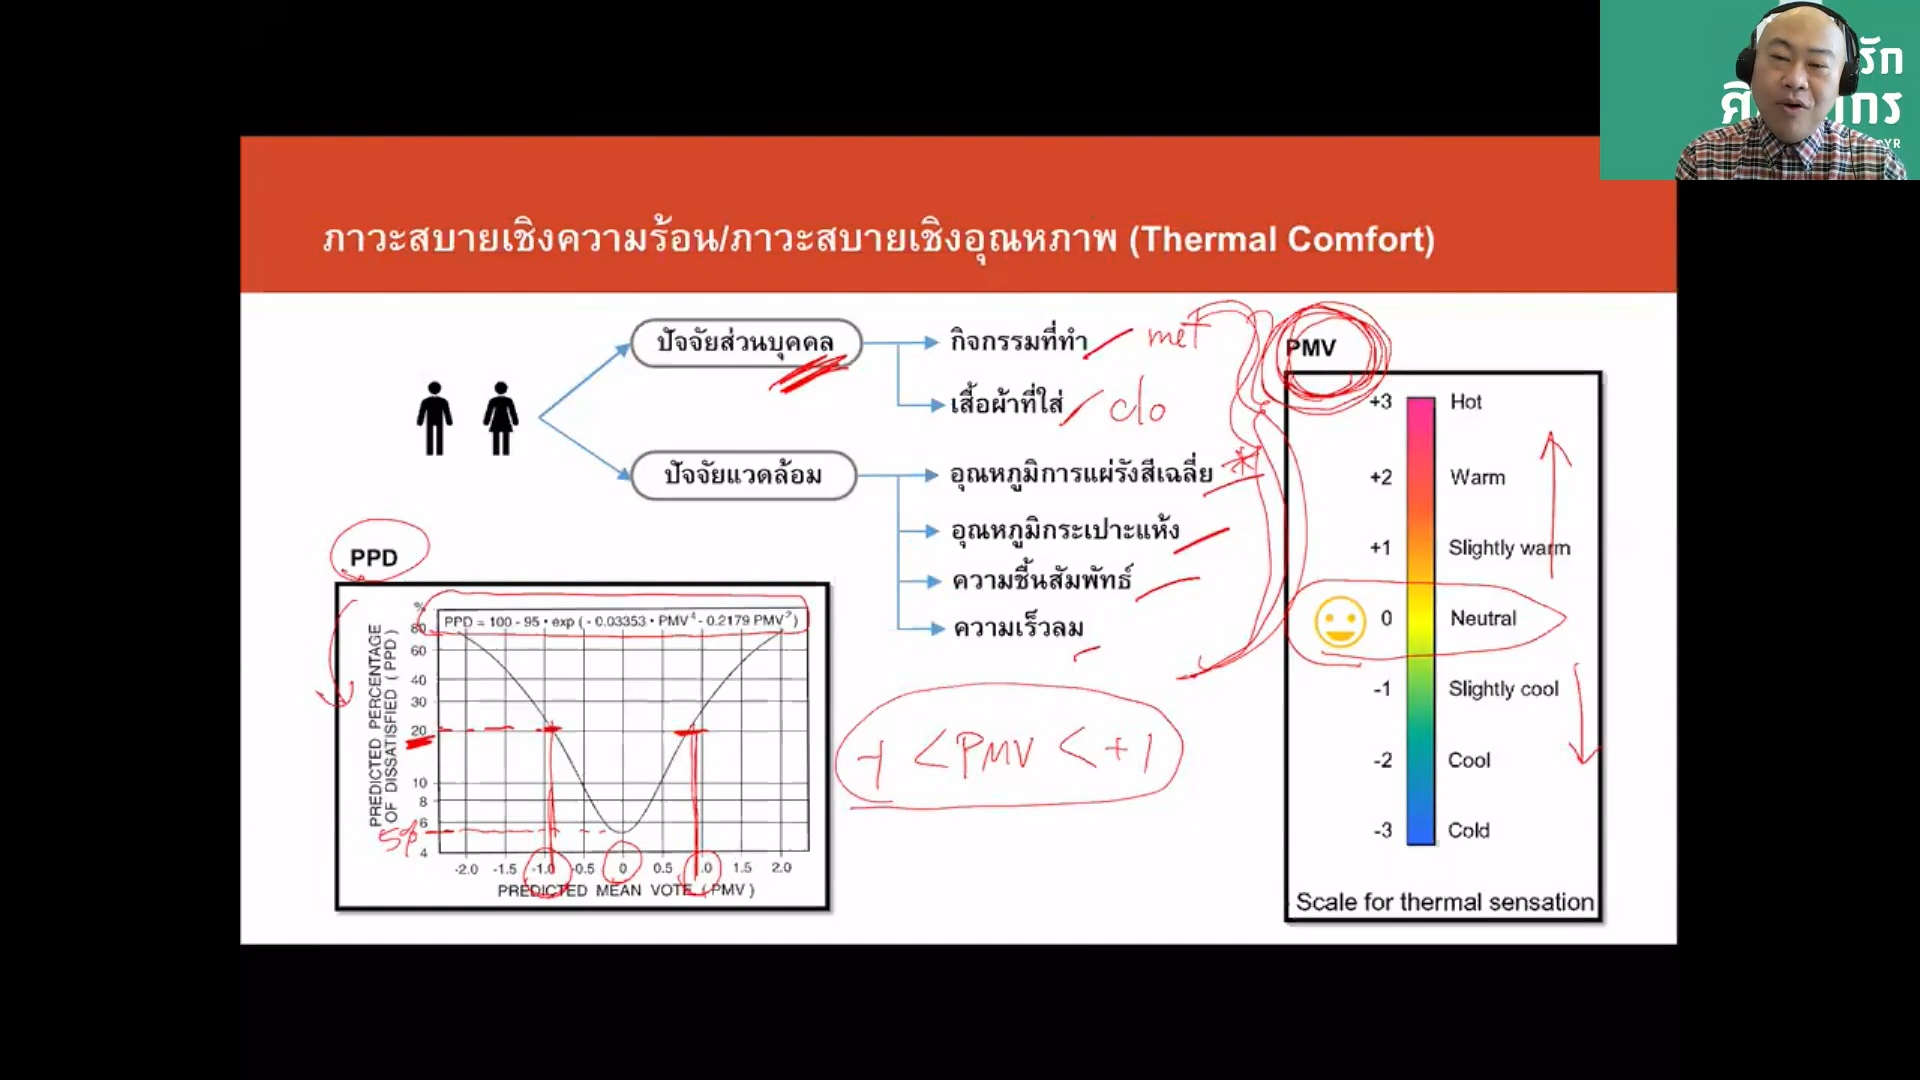 รัก
กร
ภาวะสบายเชิงความร้อน/ภาวะสบายเชิงอุณหภาพ (Thermal Comfort)
ปัจจัยส่วนบุคคล
กิจกรรมที่ทำ
met
เสื้อผ้าที่ใส่
clo
ปัจจัยแวดล้อม
อุณหภูมิการแผ่รังสีเฉลี่ย
อุณหภูมิกระเปาะแห้ง
ความชื้นสัมพัทธ์
ความเร็วลม
PPD
PREDICTED PERCENTAGE
OF DISSATISFIED (PPD)
%
PPD = 100 - 95 • exp ( - 0.03353 • PMV⁴ - 0.2179 PMV²)
80
60
40
30
20
10
8
6
4
5%
-2.0 -1.5 -1.0 -0.5 0 0.5 1.0 1.5 2.0
PREDICTED MEAN VOTE (PMV)
-1 < PMV < +1
PMV
+3 Hot
+2 Warm
+1 Slightly warm
0 Neutral
-1 Slightly cool
-2 Cool
-3 Cold
Scale for thermal sensation